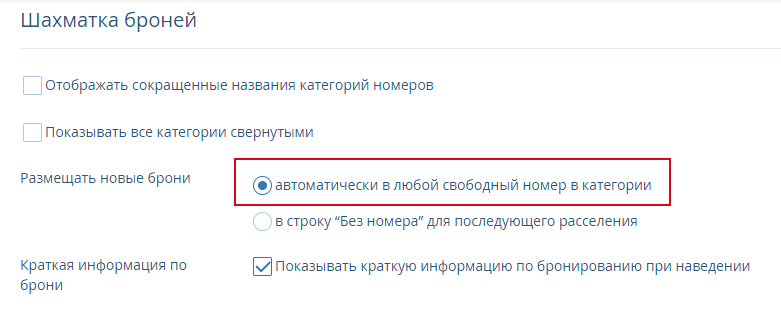 Шахматка броней
Отображать сокращенные названия категорий номеров
Показывать все категории свернутыми
Размещать новые брони
автоматически в любой свободный номер в категории
в строку “Без номера” для последующего расселения
Краткая информация по
брони
Показывать краткую информацию по бронированию при наведении